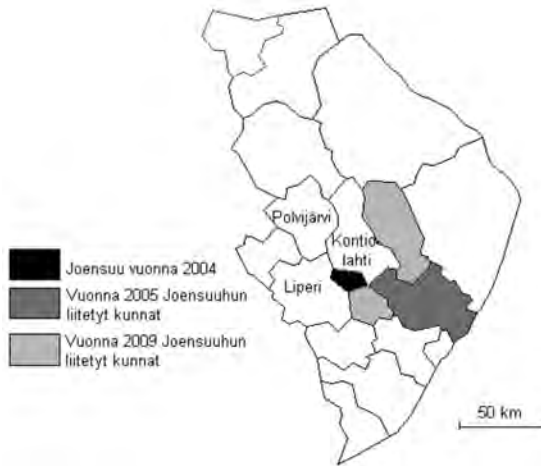 Polvijärvi
Kontio-
lahti
Liperi
Joensuu vuonna 2004
Vuonna 2005 Joensuuhun
liitetyt kunnat
Vuonna 2009 Joensuuhun
liitetyt kunnat
50 km